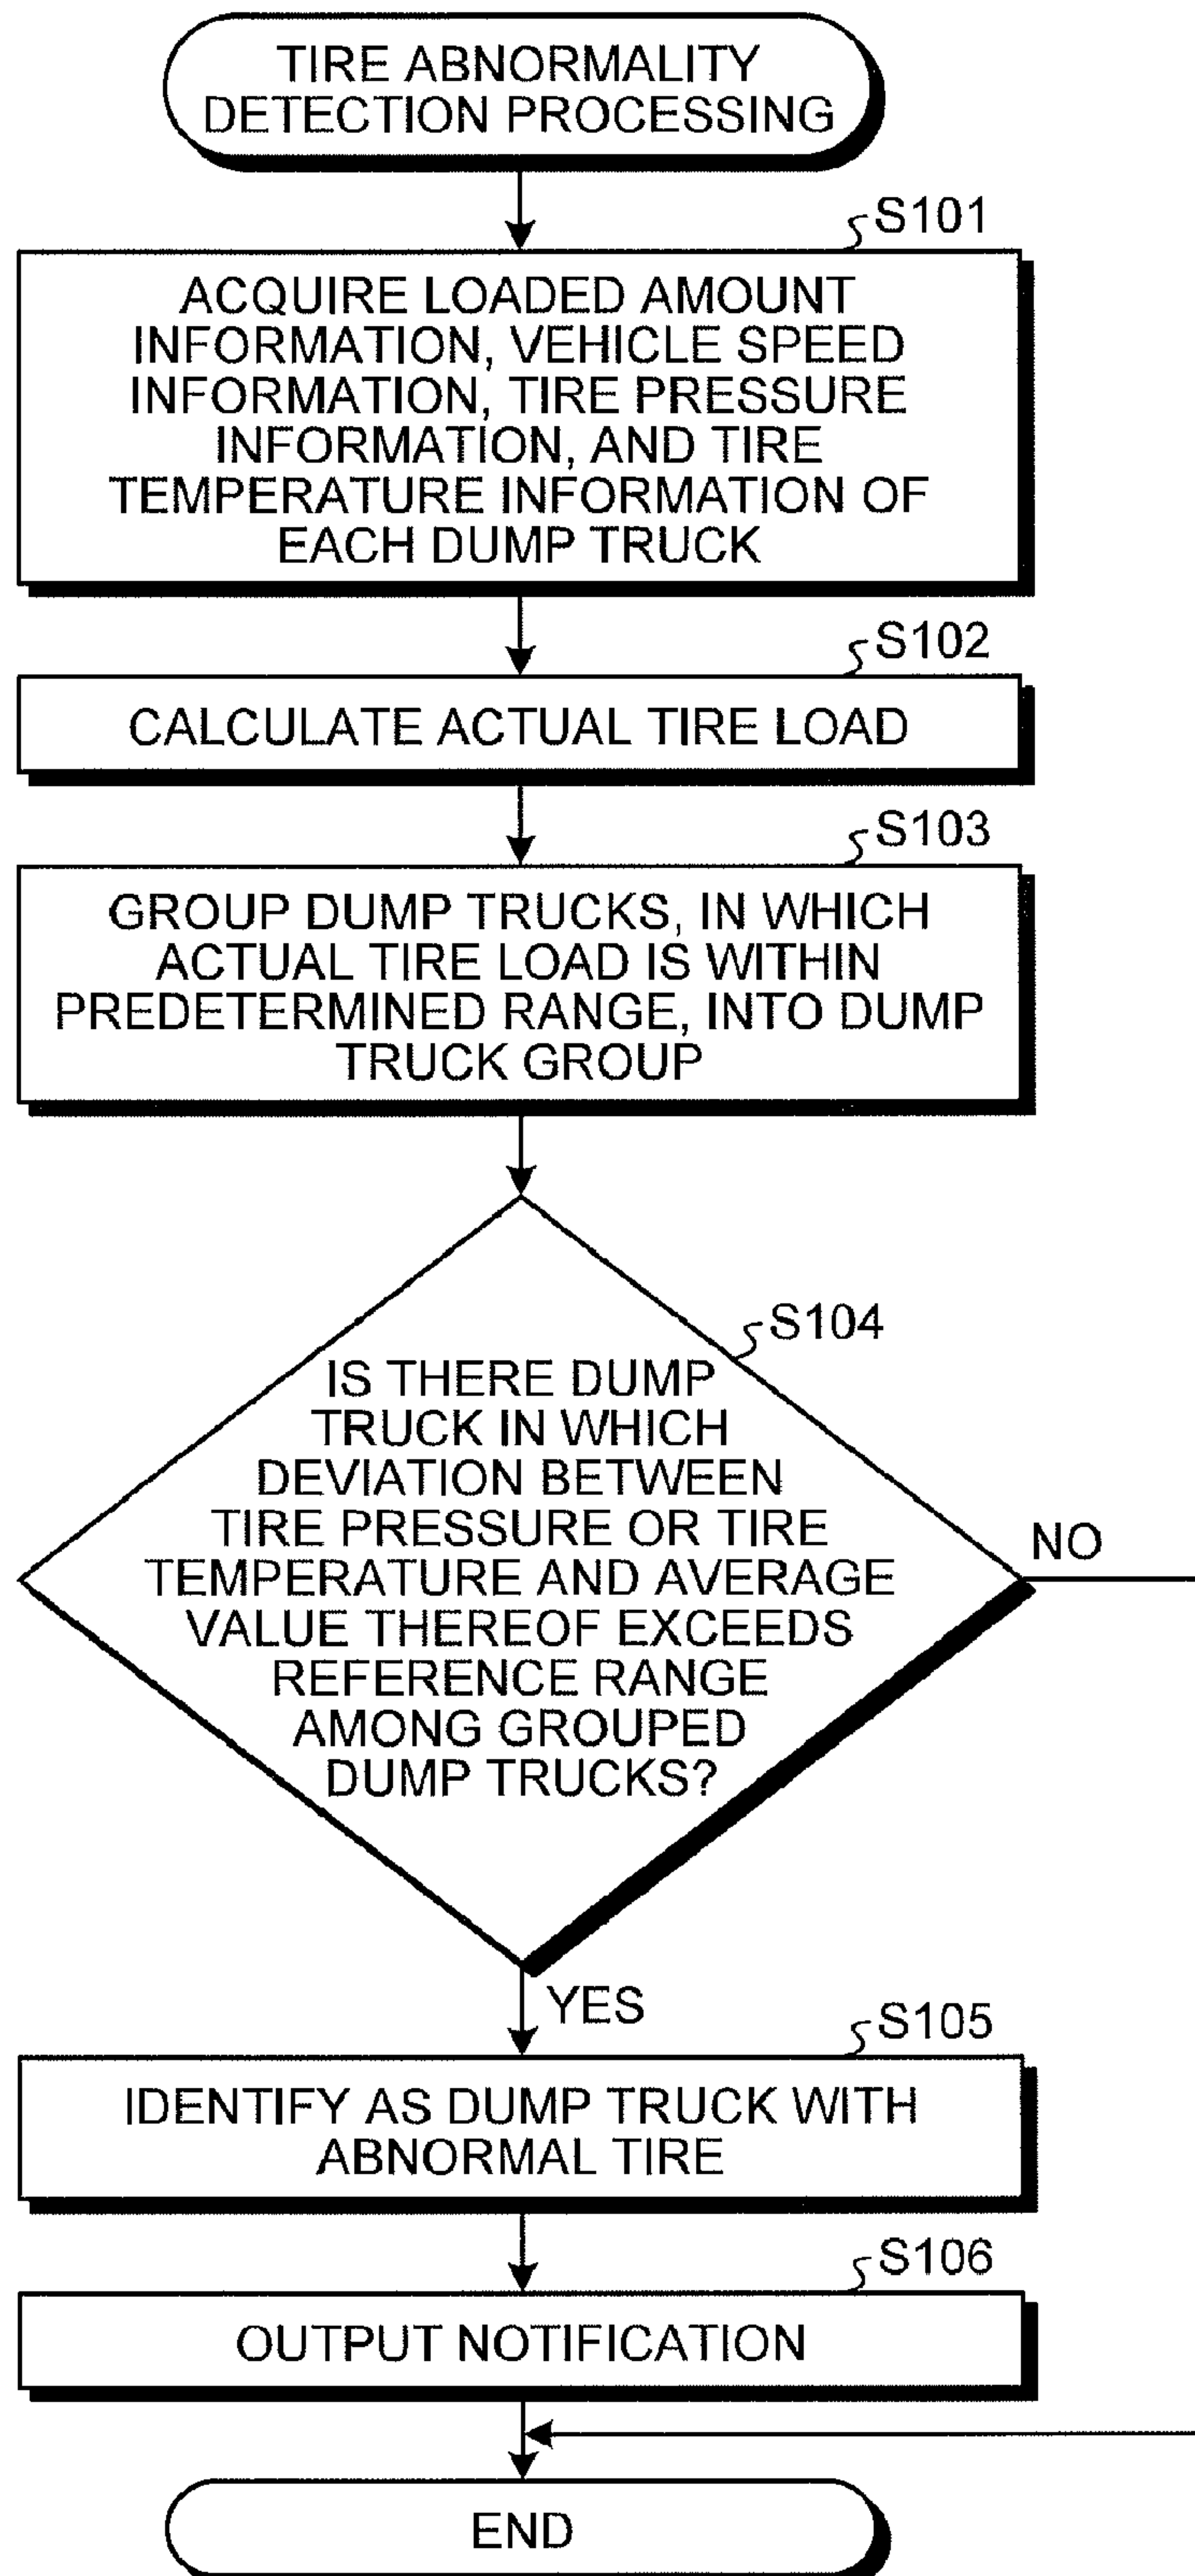 TIRE ABNORMALITY
DETECTION PROCESSING
S101
ACQUIRE LOADED AMOUNT
INFORMATION, VEHICLE SPEED
INFORMATION, TIRE PRESSURE
INFORMATION, AND TIRE
TEMPERATURE INFORMATION OF
EACH DUMP TRUCK
S102
CALCULATE ACTUAL TIRE LOAD
S103
GROUP DUMP TRUCKS, IN WHICH
ACTUAL TIRE LOAD IS WITHIN
PREDETERMINED RANGE, INTO DUMP
TRUCK GROUP
S104
IS THERE DUMP
TRUCK IN WHICH
DEVIATION BETWEEN
TIRE PRESSURE OR TIRE
TEMPERATURE AND AVERAGE
VALUE THEREOF EXCEEDS
REFERENCE RANGE
AMONG GROUPED
DUMP TRUCKS?
NO
YES
S105
IDENTIFY AS DUMP TRUCK WITH
ABNORMAL TIRE
S106
OUTPUT NOTIFICATION
END